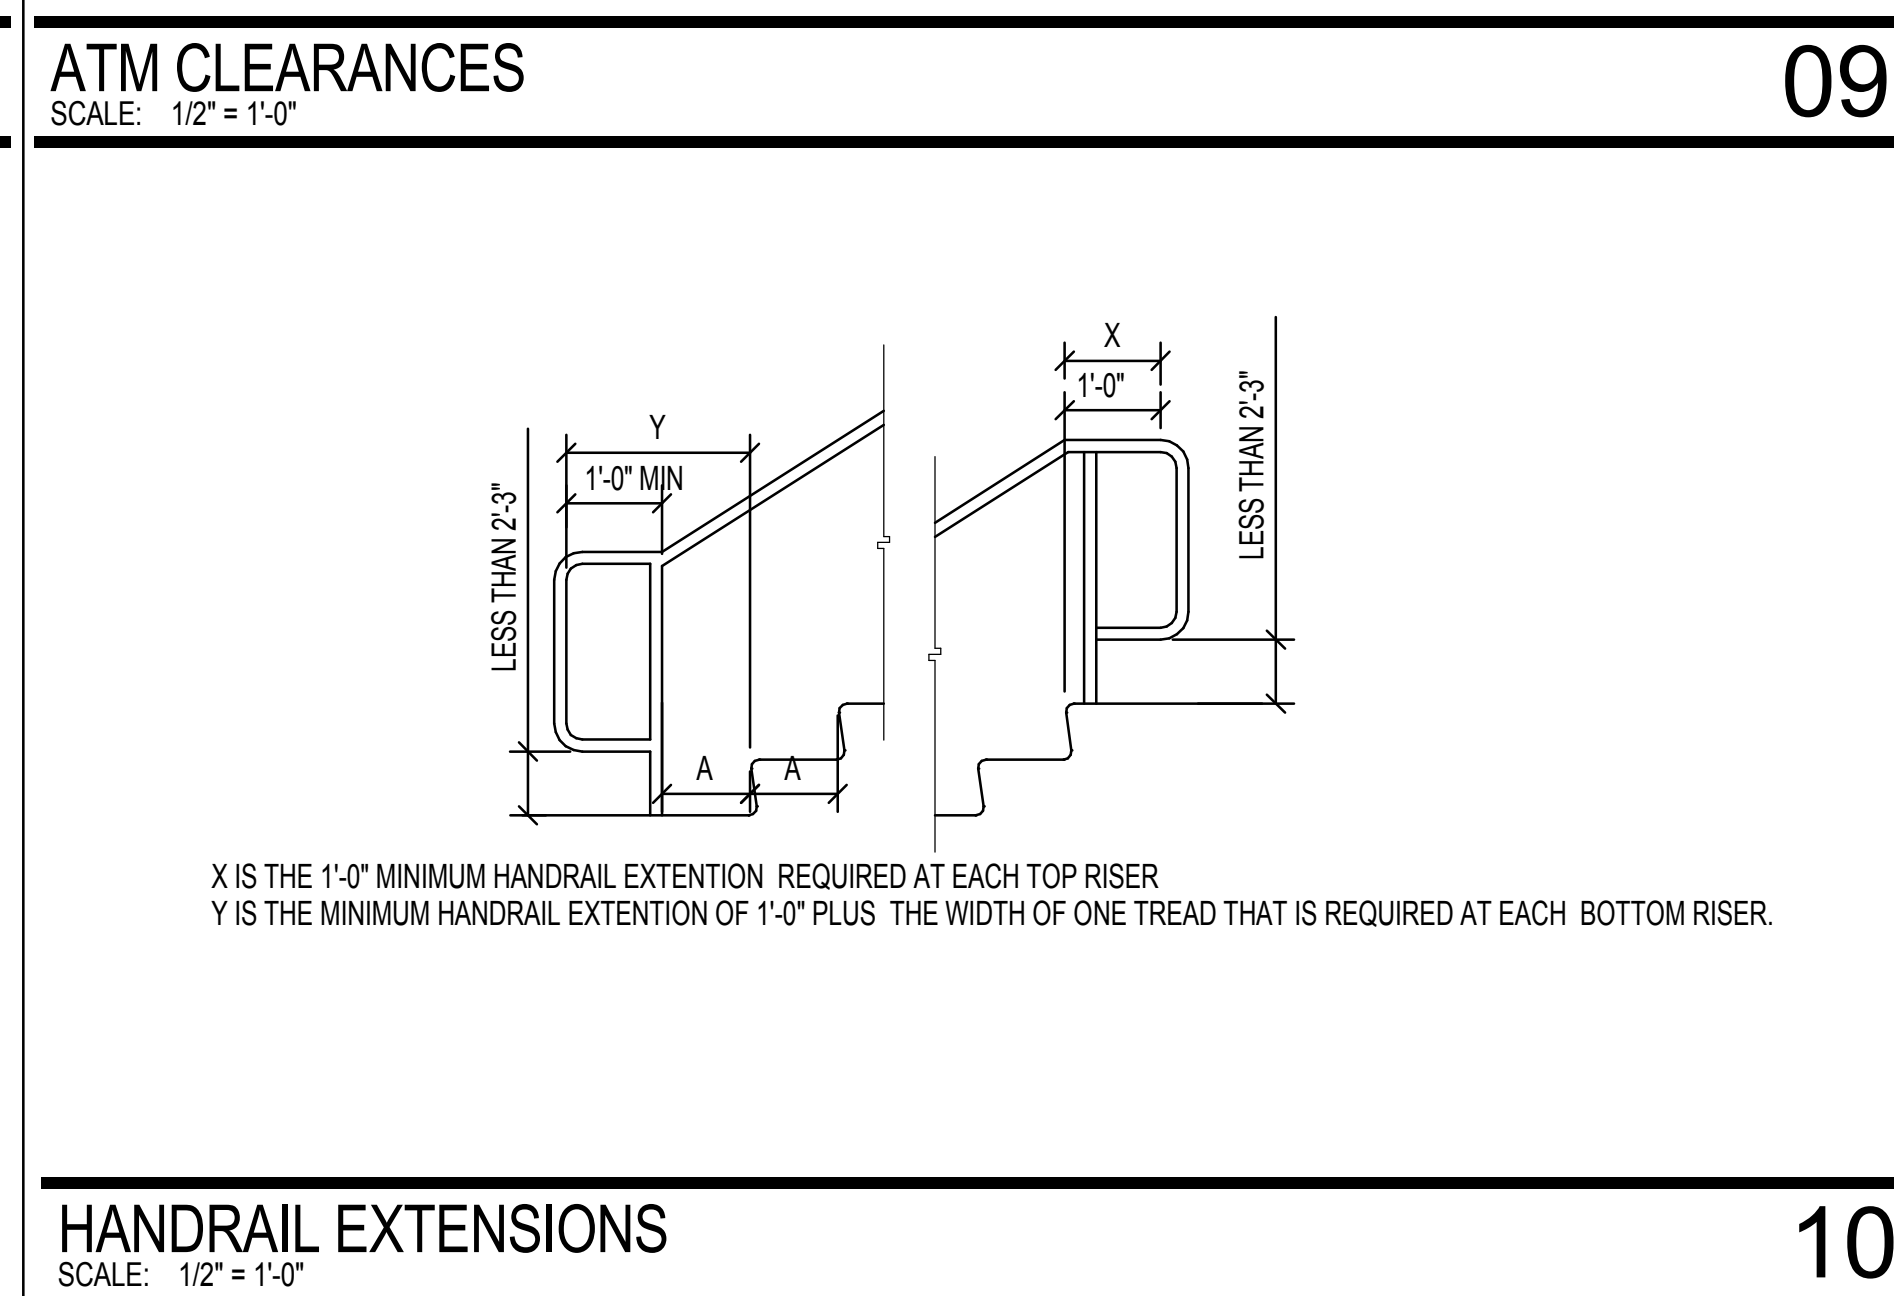 ATM CLEARANCES
SCALE: 1/2" = 1'-0"
09
X
1'-0"
LESS THAN 2'-3"
Y
1'-0" MIN
LESS THAN 2'-3"
A
A
X IS THE 1'-0" MINIMUM HANDRAIL EXTENTION REQUIRED AT EACH TOP RISER
Y IS THE MINIMUM HANDRAIL EXTENTION OF 1'-0" PLUS THE WIDTH OF ONE TREAD THAT IS REQUIRED AT EACH BOTTOM RISER.
HANDRAIL EXTENSIONS
SCALE: 1/2" = 1'-0"
10